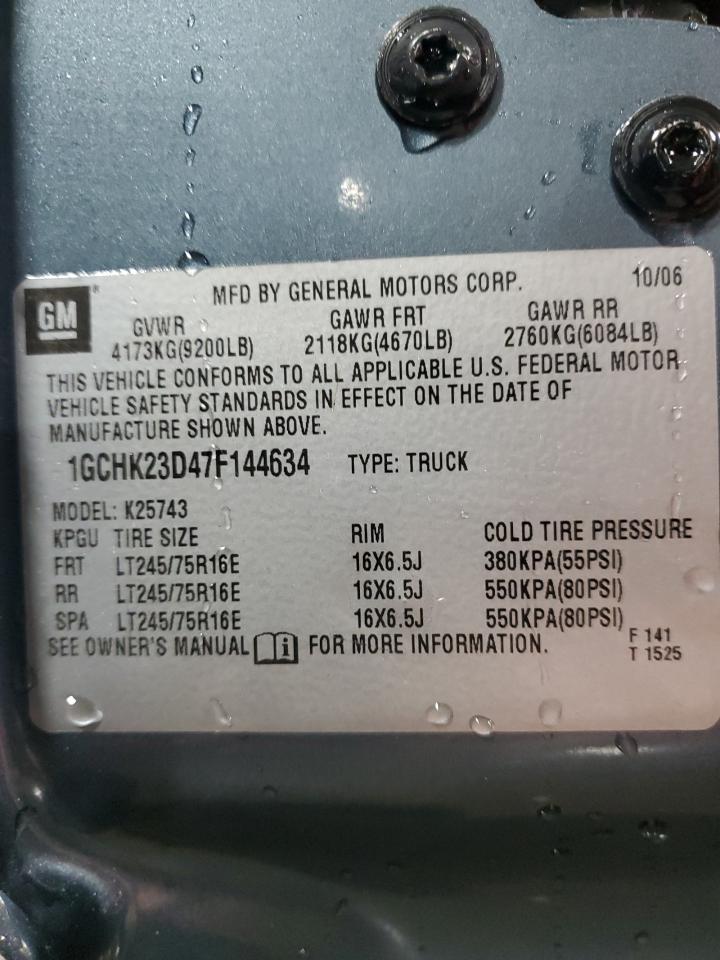 GM
MFD BY GENERAL MOTORS CORP. 10/06
GVWR GAWR FRT GAWR RR
4173KG(9200LB) 2118KG(4670LB) 2760KG(6084LB)
THIS VEHICLE CONFORMS TO ALL APPLICABLE U.S. FEDERAL MOTOR
VEHICLE SAFETY STANDARDS IN EFFECT ON THE DATE OF
MANUFACTURE SHOWN ABOVE.
1GCHK23D47F144634 TYPE: TRUCK
MODEL: K25743
KPGU TIRE SIZE RIM COLD TIRE PRESSURE
FRT LT245/75R16E 16X6.5J 380KPA(55PSI)
RR LT245/75R16E 16X6.5J 550KPA(80PSI)
SPA LT245/75R16E 16X6.5J 550KPA(80PSI)
SEE OWNER'S MANUAL i FOR MORE INFORMATION.
F 141
T 1525